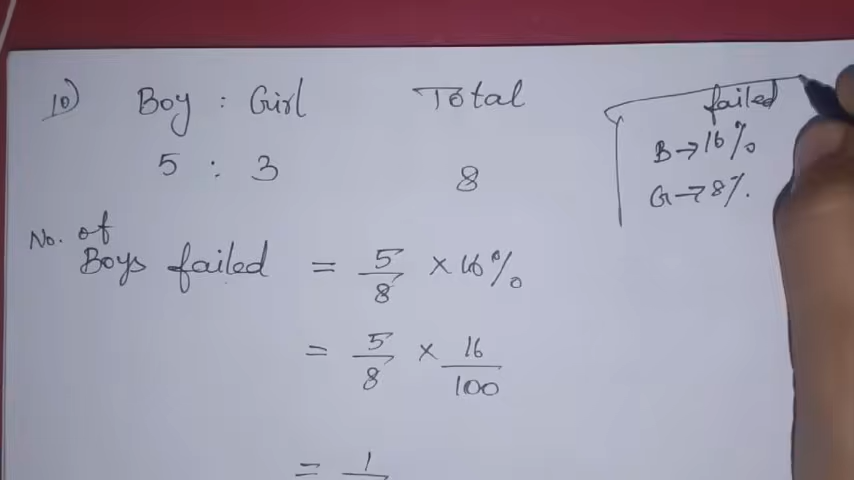 10) Boy : Girl Total
5 : 3 8
failed
B→16%
G→8%.
No. of
Boys failed = 5/8 × 16%
= 5/8 × 16/100
= 1